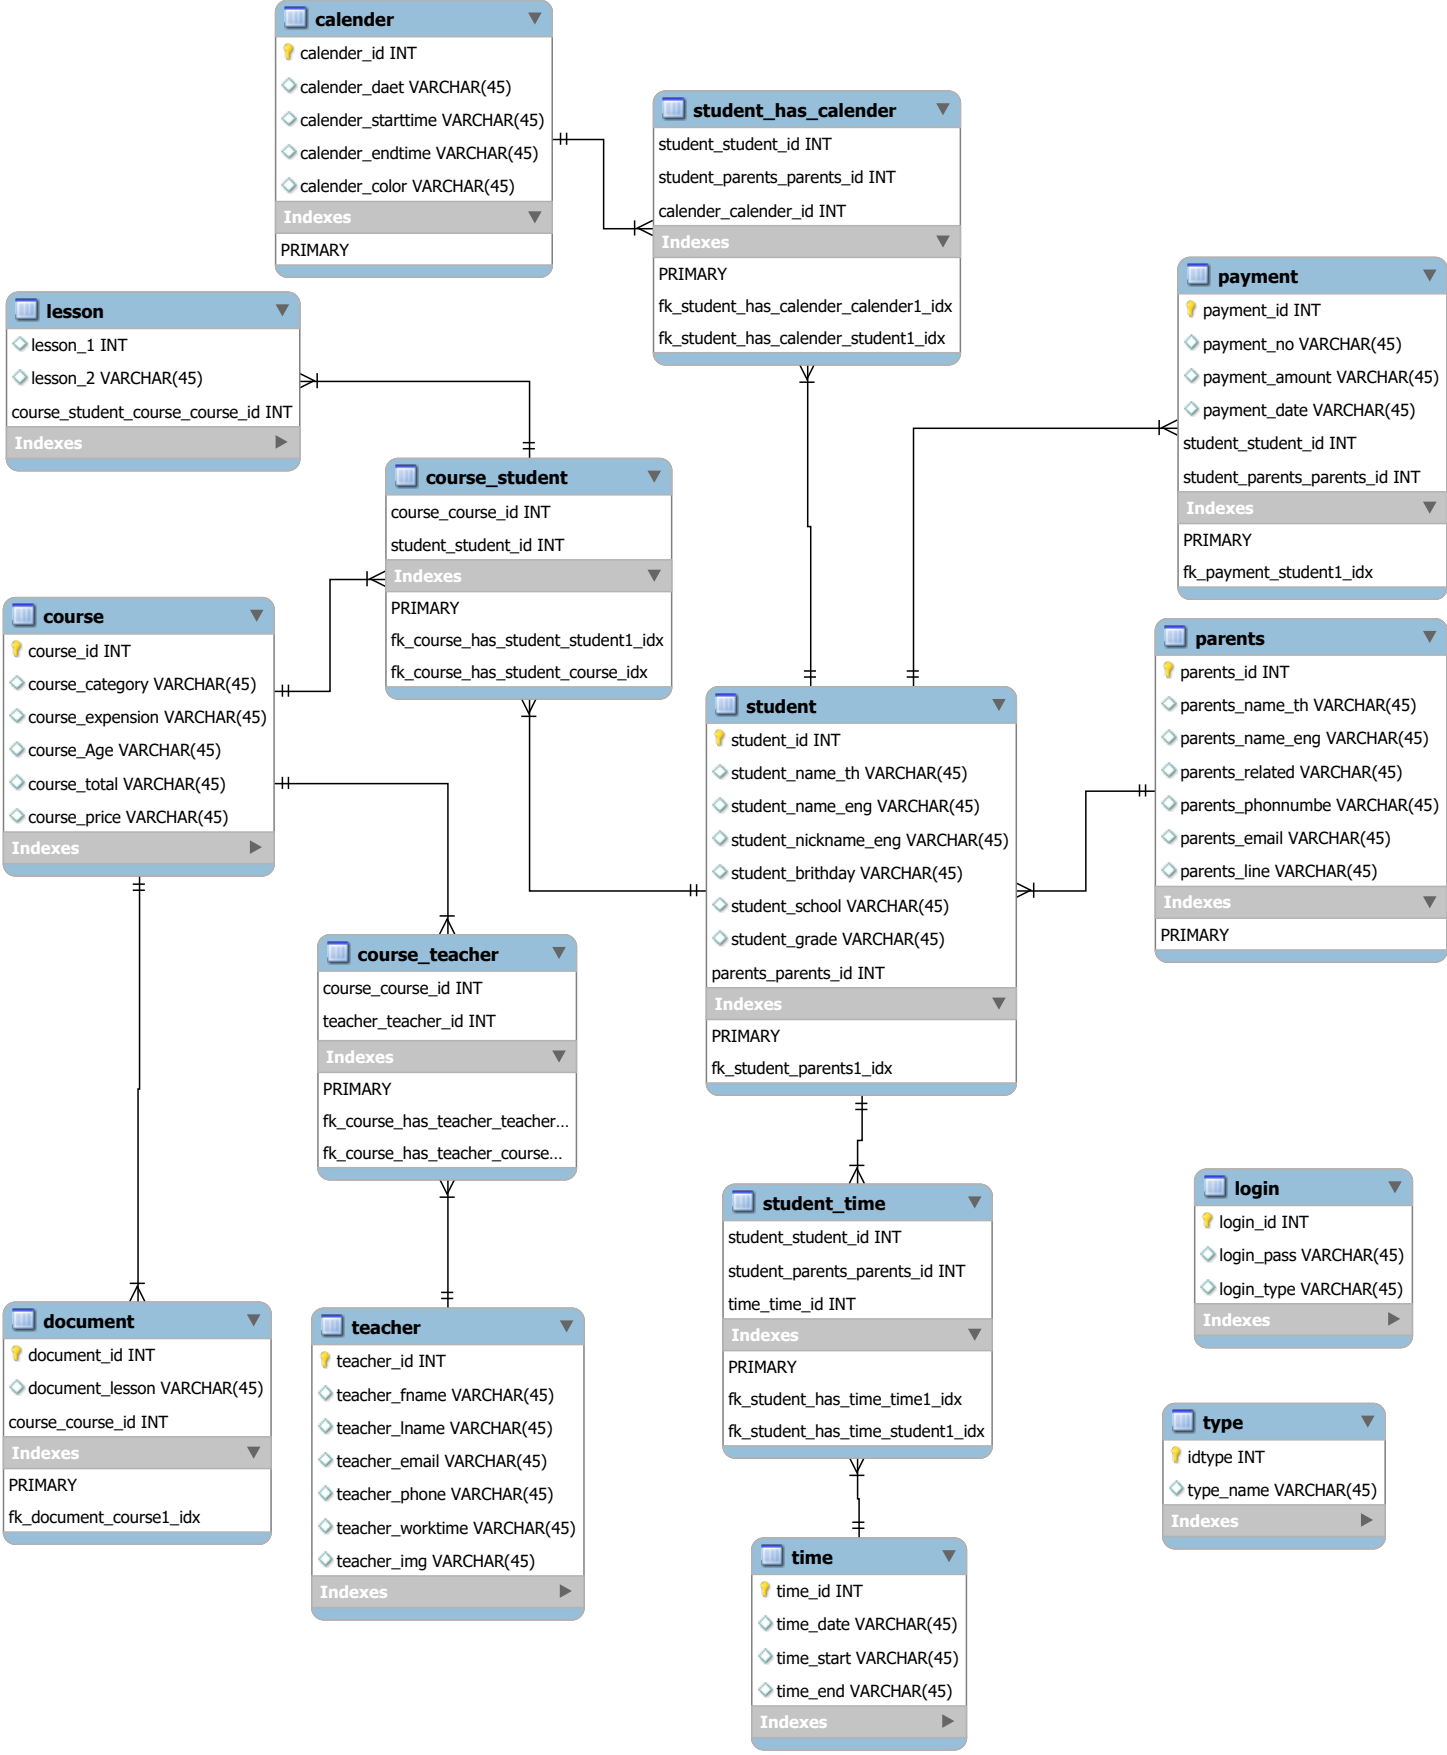 calender
calender_id INT
calender_daet VARCHAR(45)
calender_starttime VARCHAR(45)
calender_endtime VARCHAR(45)
calender_color VARCHAR(45)
Indexes
PRIMARY
student_has_calender
student_student_id INT
student_parents_parents_id INT
calender_calender_id INT
Indexes
PRIMARY
fk_student_has_calender_calender1_idx
fk_student_has_calender_student1_idx
payment
payment_id INT
payment_no VARCHAR(45)
payment_amount VARCHAR(45)
payment_date VARCHAR(45)
student_student_id INT
student_parents_parents_id INT
Indexes
PRIMARY
fk_payment_student1_idx
lesson
lesson_1 INT
lesson_2 VARCHAR(45)
course_student_course_course_id INT
Indexes
course_student
course_course_id INT
student_student_id INT
Indexes
PRIMARY
fk_course_has_student_student1_idx
fk_course_has_student_course_idx
course
course_id INT
course_category VARCHAR(45)
course_expension VARCHAR(45)
course_Age VARCHAR(45)
course_total VARCHAR(45)
course_price VARCHAR(45)
Indexes
parents
parents_id INT
parents_name_th VARCHAR(45)
parents_name_eng VARCHAR(45)
parents_related VARCHAR(45)
parents_phonnumbe VARCHAR(45)
parents_email VARCHAR(45)
parents_line VARCHAR(45)
Indexes
PRIMARY
student
student_id INT
student_name_th VARCHAR(45)
student_name_eng VARCHAR(45)
student_nickname_eng VARCHAR(45)
student_brithday VARCHAR(45)
student_school VARCHAR(45)
student_grade VARCHAR(45)
parents_parents_id INT
Indexes
PRIMARY
fk_student_parents1_idx
course_teacher
course_course_id INT
teacher_teacher_id INT
Indexes
PRIMARY
fk_course_has_teacher_teacher...
fk_course_has_teacher_course...
student_time
student_student_id INT
student_parents_parents_id INT
time_time_id INT
Indexes
PRIMARY
fk_student_has_time_time1_idx
fk_student_has_time_student1_idx
login
login_id INT
login_pass VARCHAR(45)
login_type VARCHAR(45)
Indexes
document
document_id INT
document_lesson VARCHAR(45)
course_course_id INT
Indexes
PRIMARY
fk_document_course1_idx
teacher
teacher_id INT
teacher_fname VARCHAR(45)
teacher_lname VARCHAR(45)
teacher_email VARCHAR(45)
teacher_phone VARCHAR(45)
teacher_worktime VARCHAR(45)
teacher_img VARCHAR(45)
Indexes
type
idtype INT
type_name VARCHAR(45)
Indexes
time
time_id INT
time_date VARCHAR(45)
time_start VARCHAR(45)
time_end VARCHAR(45)
Indexes